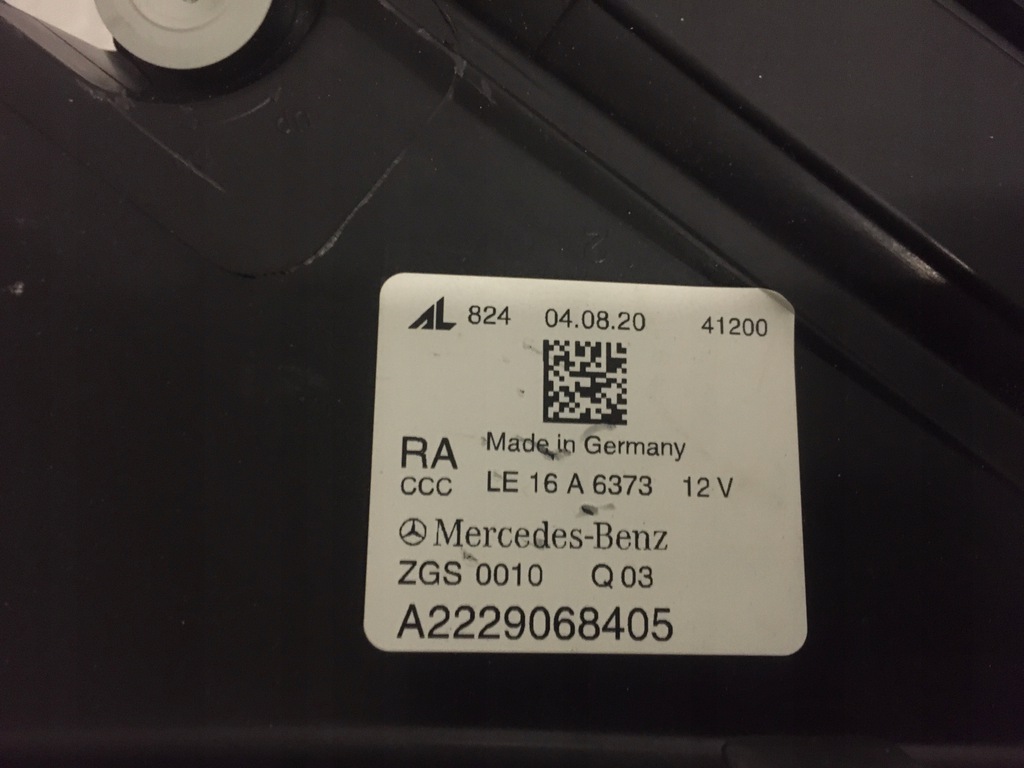 AL 824 04.08.20 41200
RA Made in Germany
CCC LE 16 A 6373 12 V
Mercedes-Benz
ZGS 0010 Q 03
A2229068405